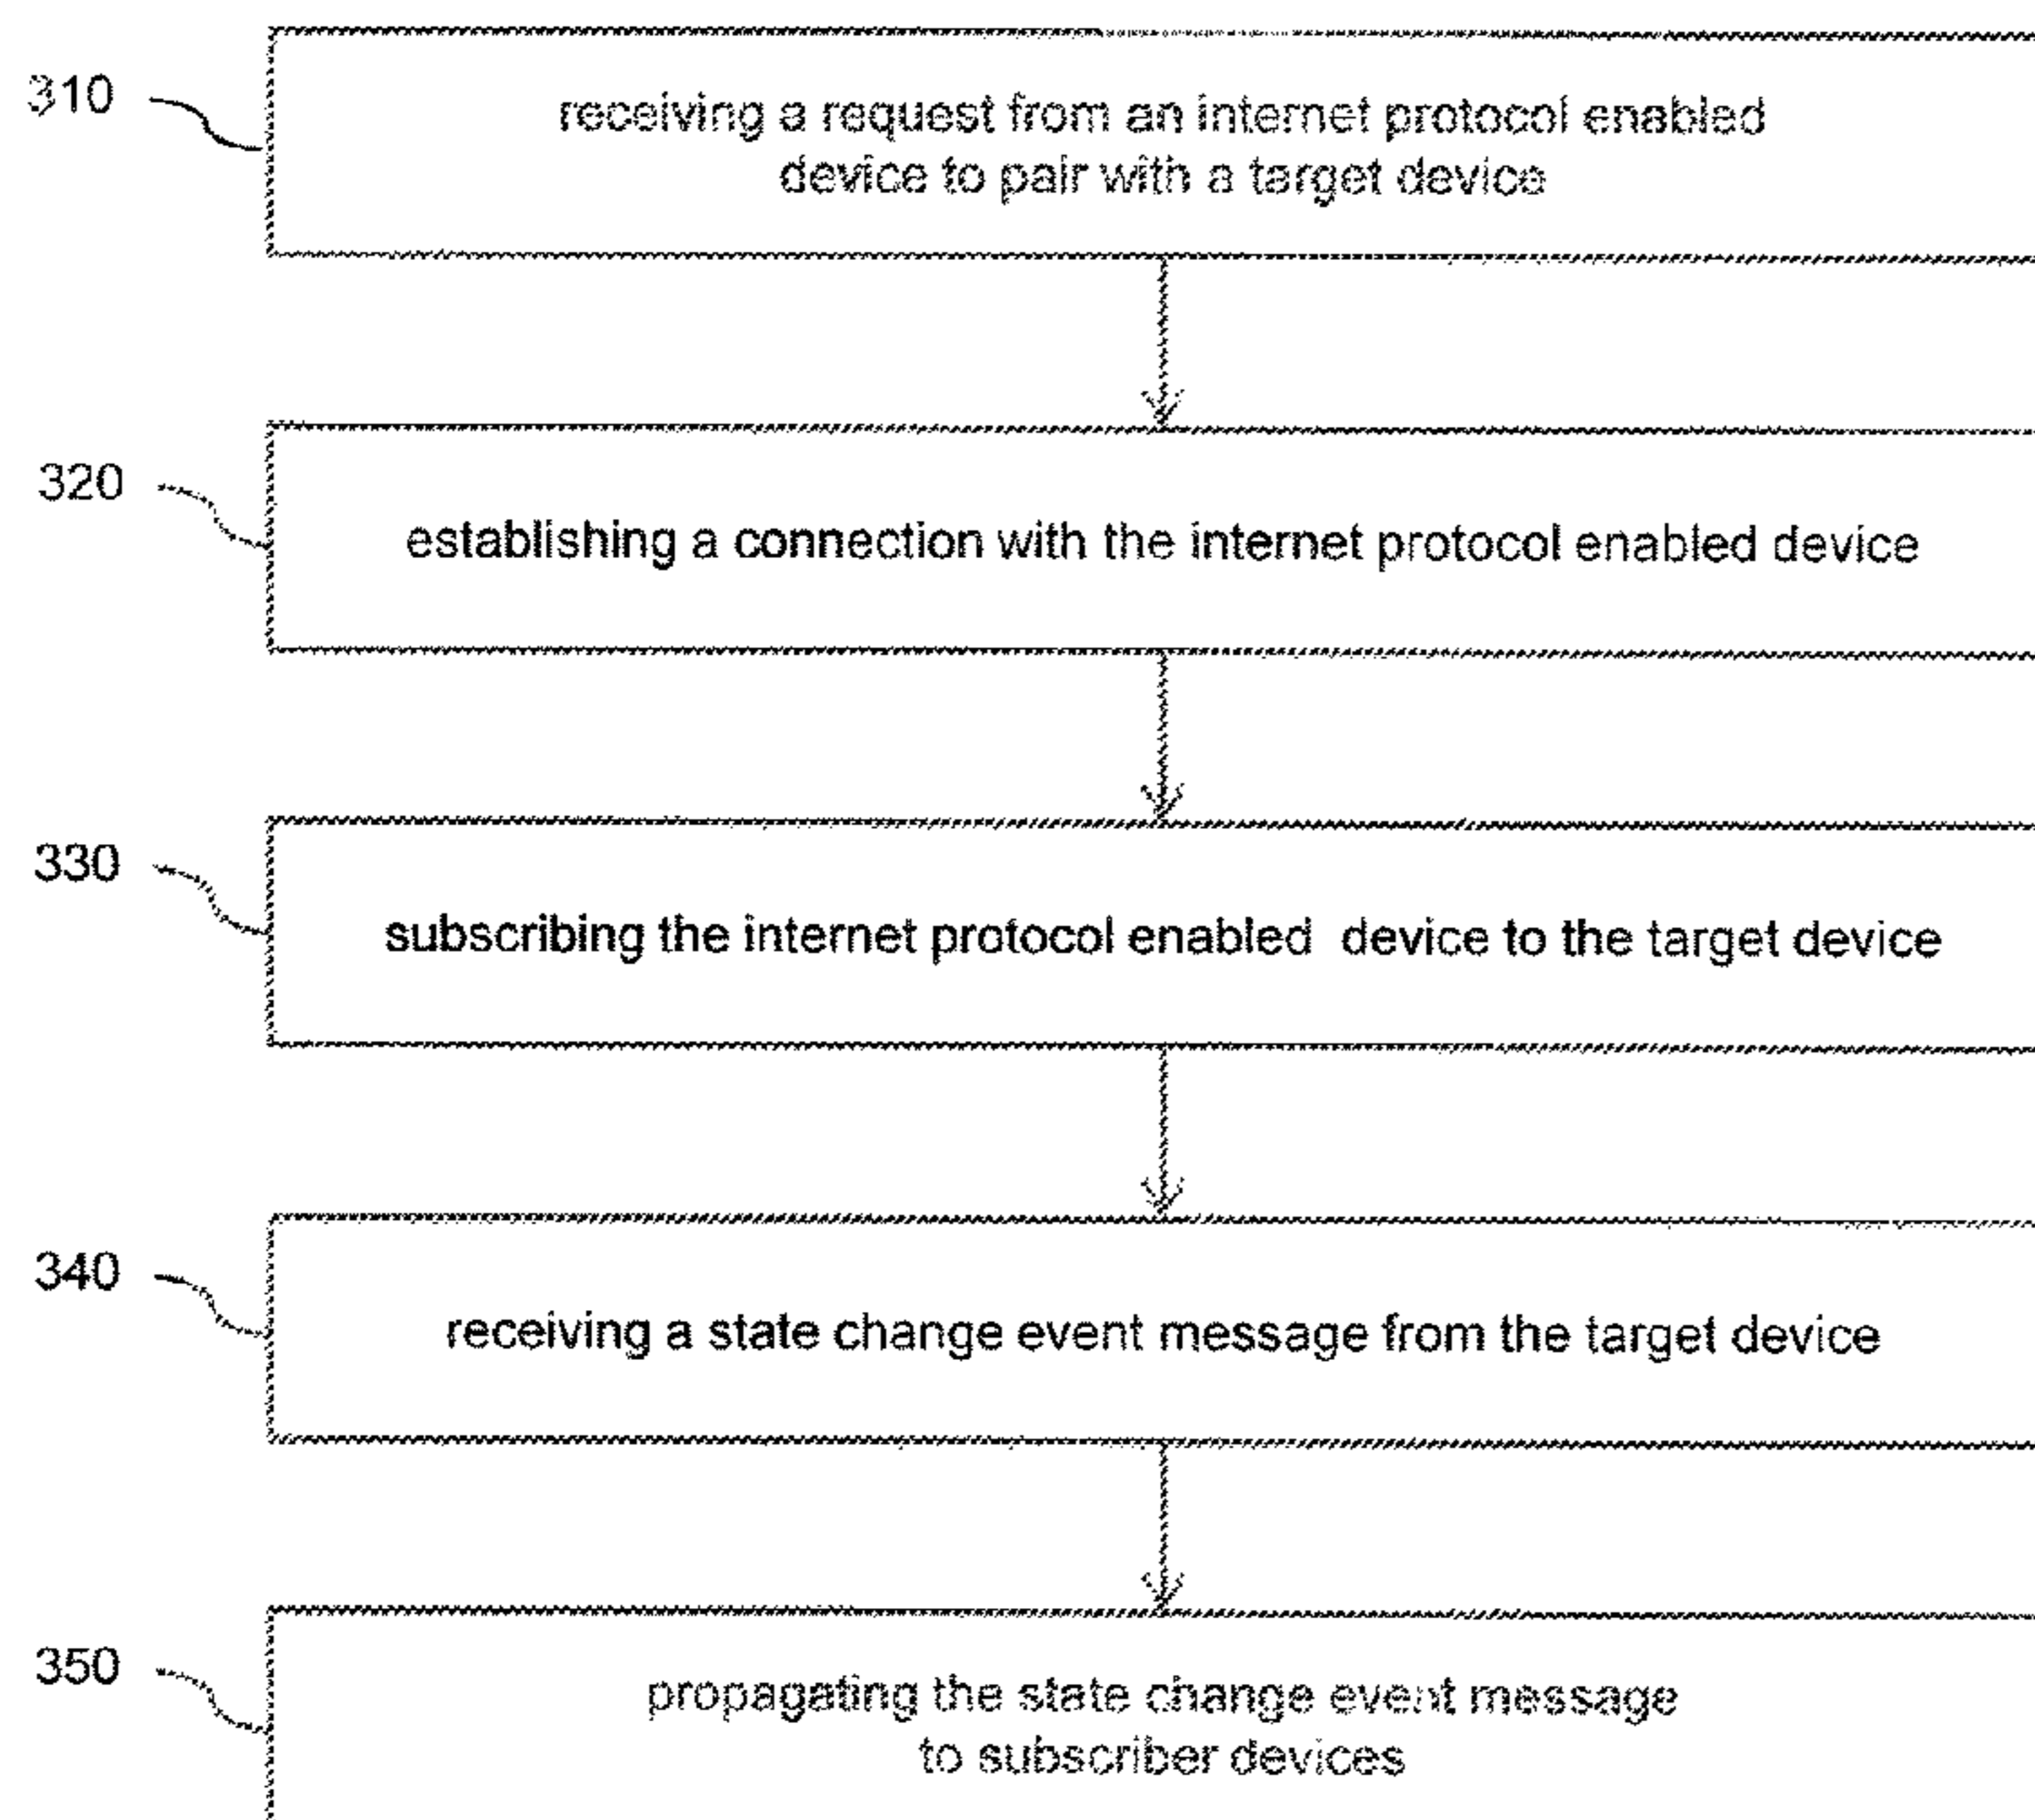 310
receiving a request from an internet protocol enabled
device to pair with a target device
320
establishing a connection with the internet protocol enabled device
330
subscribing the internet protocol enabled device to the target device
340
receiving a state change event message from the target device
350
propagating the state change event message
to subscriber devices